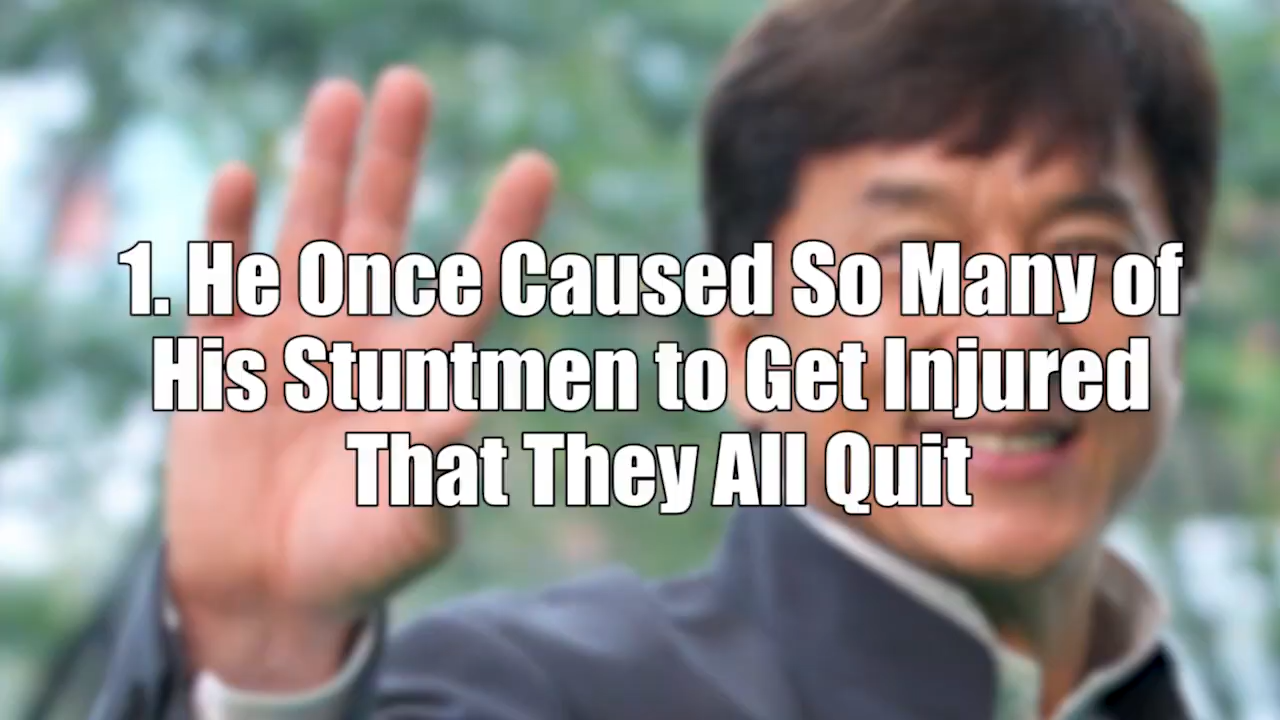 1. He Once Caused So Many of
His Stuntmen to Get Injured
That They All Quit